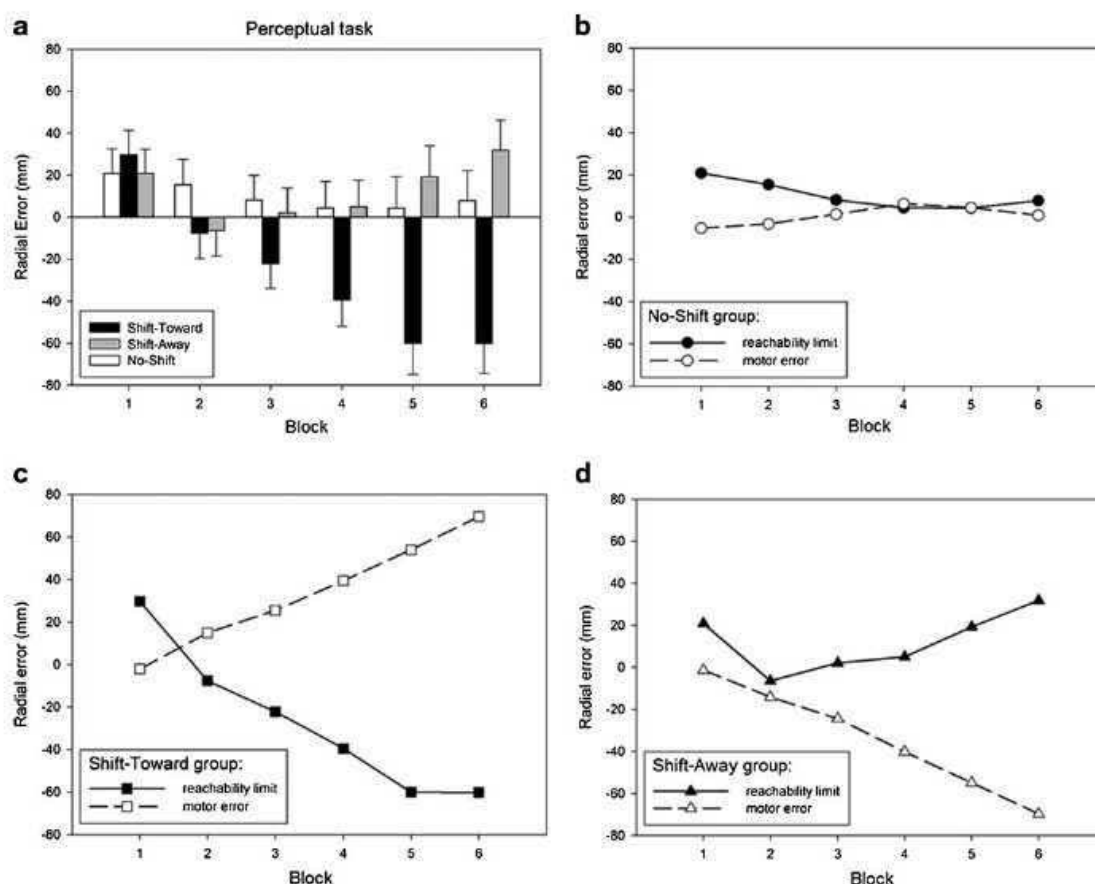 a
Perceptual task
80
60
40
20
0
-20
-40
-60
-80
Radial Error (mm)
Shift-Toward
Shift-Away
No-Shift
1 2 3 4 5 6
Block
b
80
60
40
20
0
-20
-40
-60
-80
Radial error (mm)
No-Shift group:
reachability limit
motor error
1 2 3 4 5 6
Block
c
80
60
40
20
0
-20
-40
-60
-80
Radial error (mm)
Shift-Toward group:
reachability limit
motor error
1 2 3 4 5 6
Block
d
80
60
40
20
0
-20
-40
-60
-80
Radial error (mm)
Shift-Away group:
reachability limit
motor error
1 2 3 4 5 6
Block